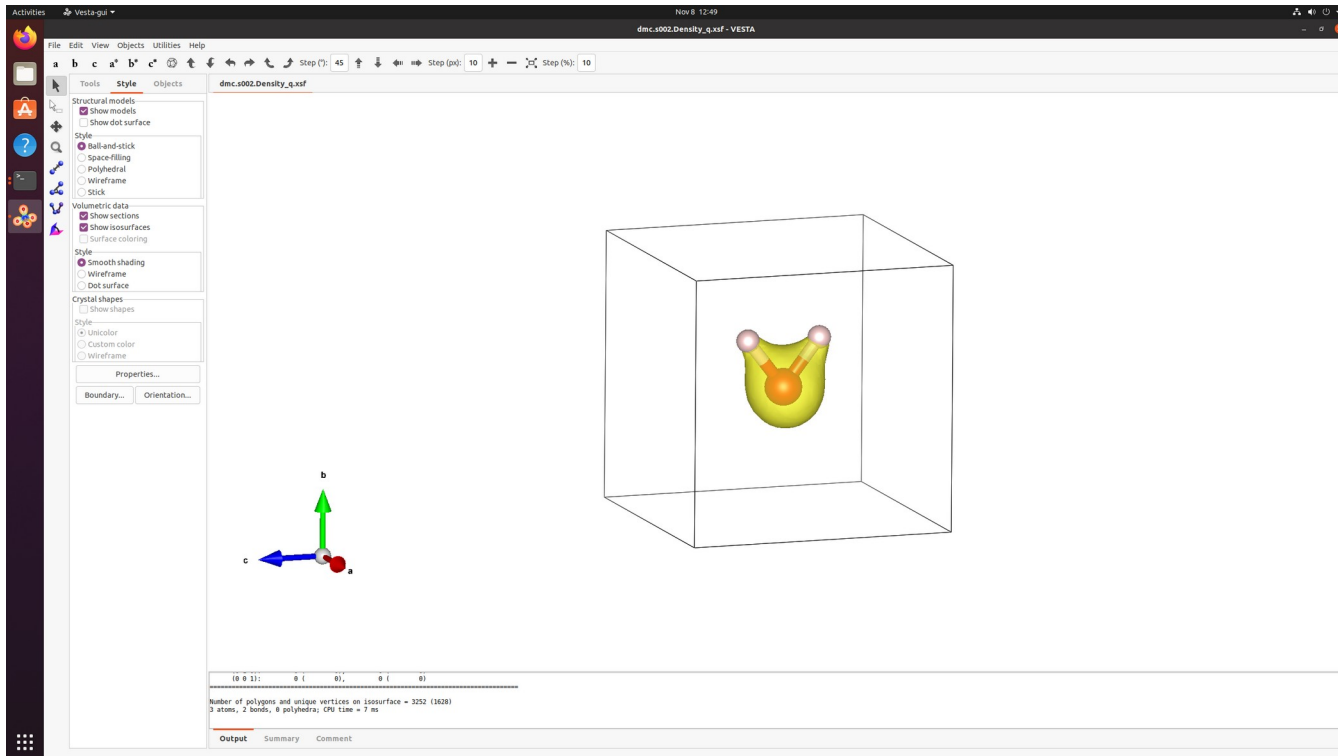 Activities Vesta-gui Nov 8 12:49
dmc.s002.Density_q.xsf - VESTA
File Edit View Objects Utilities Help
a b c a* b* c* Step (°): 45 Step (px): 10 Step (%): 10
Tools Style Objects
dmc.s002.Density_q.xsf
Structural models
Show models
Show dot surface
Style
Ball-and-stick
Space-filling
Polyhedral
Wireframe
Stick
Volumetric data
Show sections
Show isosurfaces
Surface coloring
Style
Smooth shading
Wireframe
Dot surface
Crystal shapes
Show shapes
Style
Unicolor
Custom color
Wireframe
Properties...
Boundary... Orientation...
b
c
a
(0 0 1): 0 ( 0), 0 ( 0)
Number of polygons and unique vertices on isosurface = 3252 (1628)
3 atoms, 2 bonds, 0 polyhedra; CPU time = 7 ms
Output Summary Comment